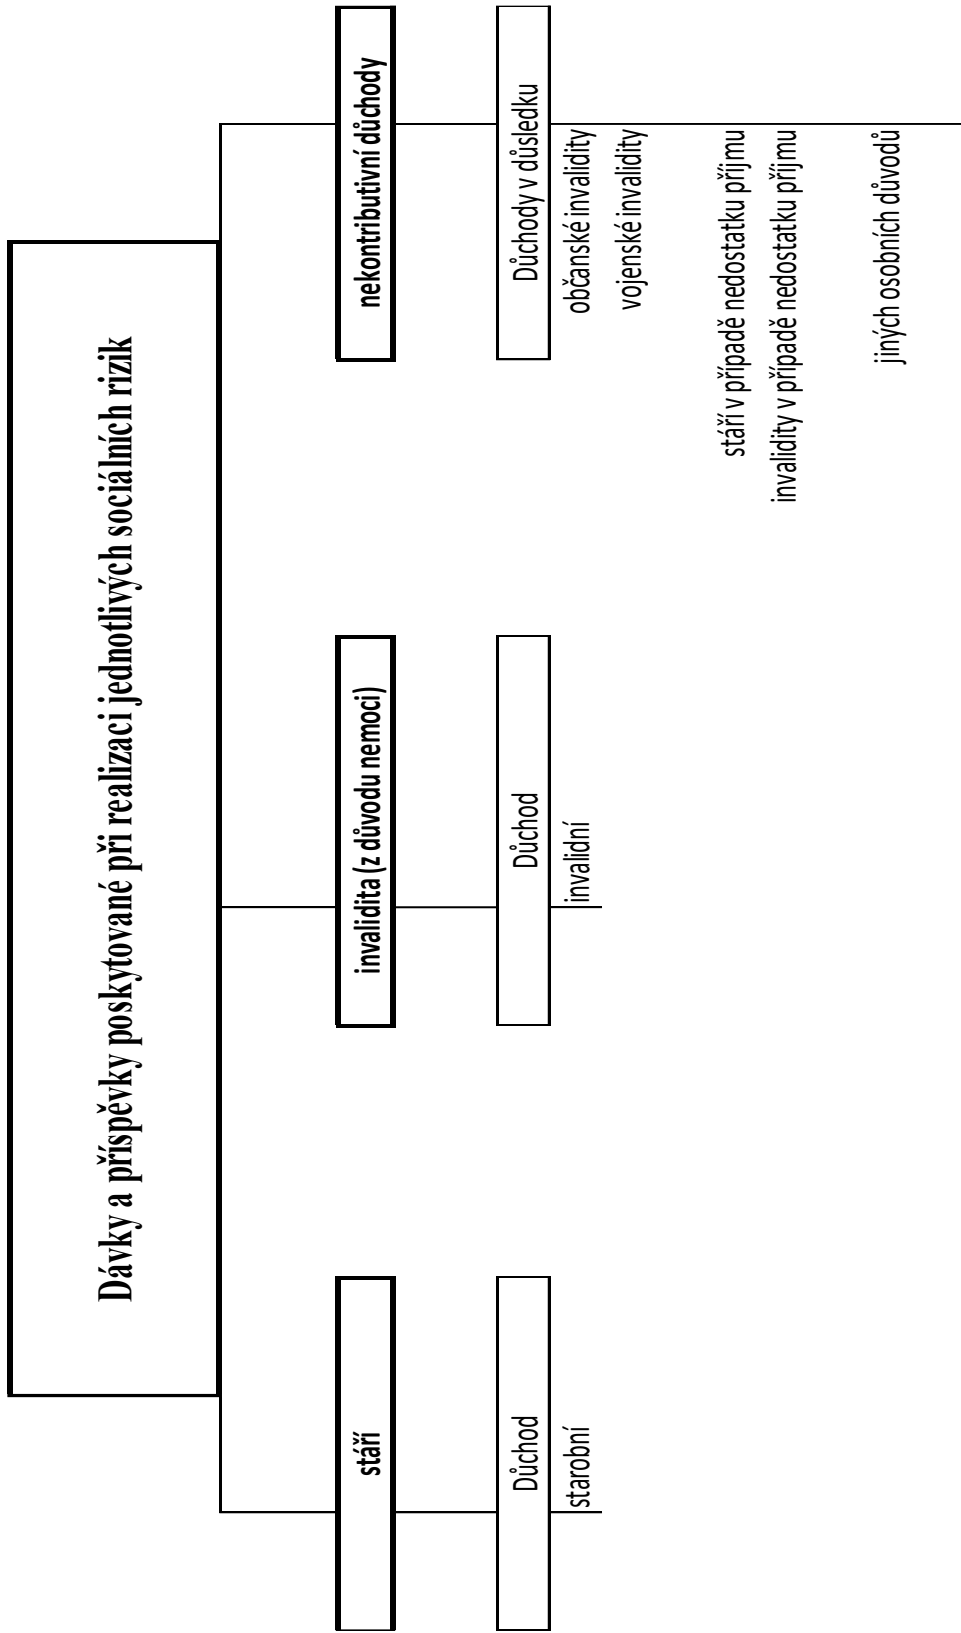 Dávky a příspěvky poskytované při realizaci jednotlivých sociálních rizik
stáří
Důchod
starobní
invalidita (z důvodu nemoci)
Důchod
invalidní
nekontributivní důchody
Důchody v důsledku
občanské invalidity
vojenské invalidity
stáří v případě nedostatku příjmu
invalidity v případě nedostatku příjmu
jiných osobních důvodů